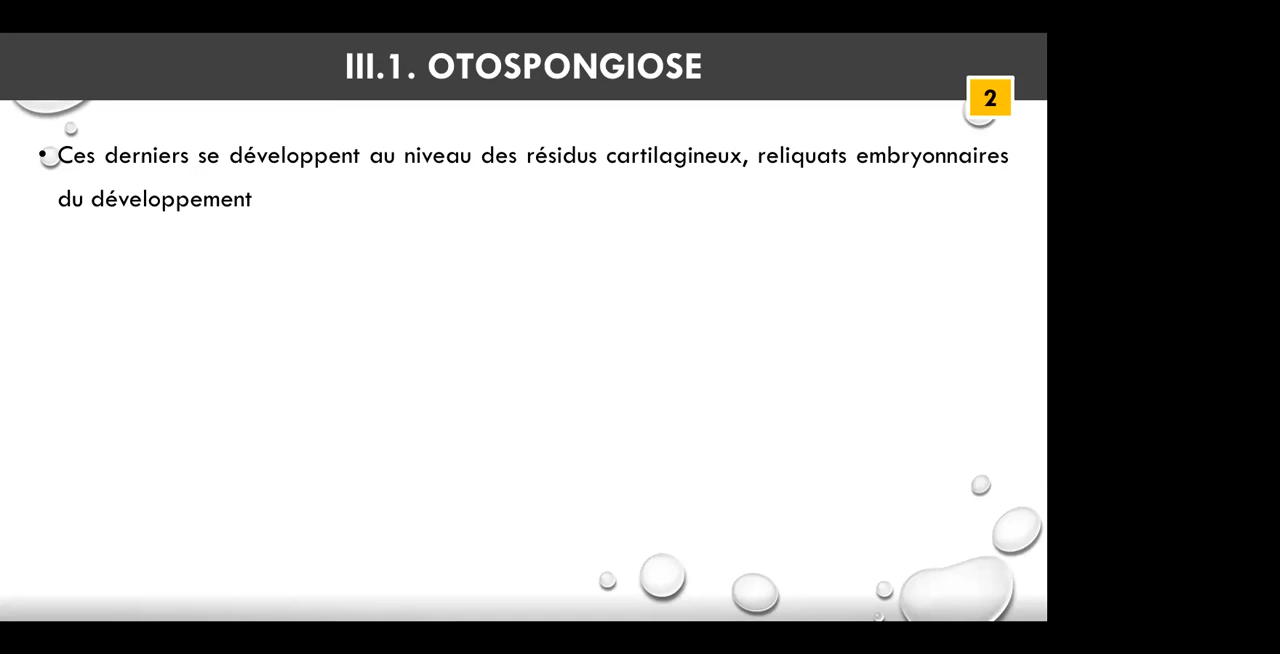 III.1. OTOSPONGIOSE
2
• Ces derniers se développent au niveau des résidus cartilagineux, reliquats embryonnaires
du développement